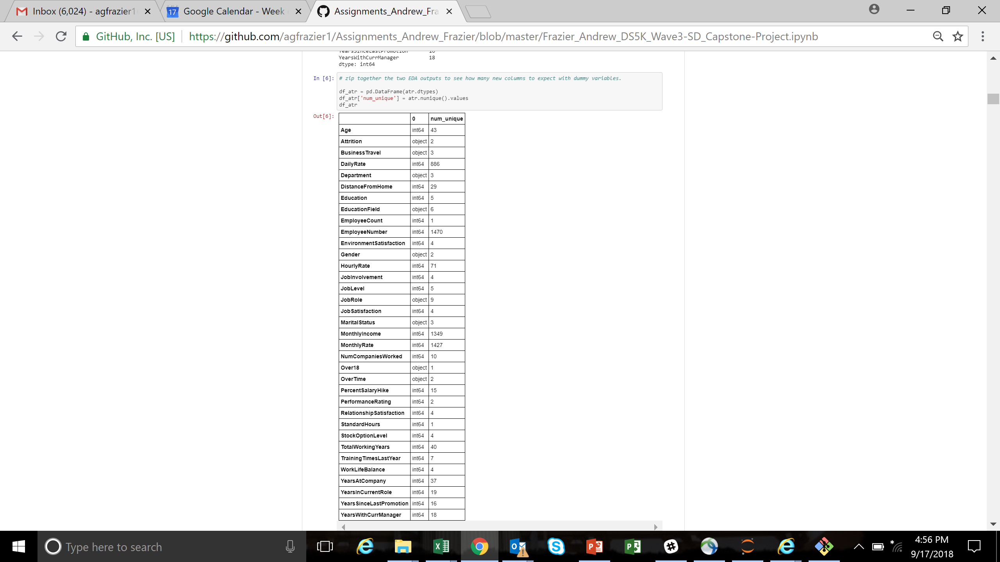 Inbox (6,024) - agfrazier1
Google Calendar - Week
Assignments_Andrew_Fra
GitHub, Inc. [US] https://github.com/agfrazier1/Assignments_Andrew_Frazier/blob/master/Frazier_Andrew_DS5K_Wave3-SD_Capstone-Project.ipynb
YearsSinceLastPromotion 16
YearsWithCurrManager 18
dtype: int64
In [6]: # zip together the two EDA outputs to see how many new columns to expect with dummy variables.
df_atr = pd.DataFrame(atr.dtypes)
df_atr['num_unique'] = atr.nunique().values
df_atr
Out[6]:
0 num_unique
Age int64 43
Attrition object 2
BusinessTravel object 3
DailyRate int64 886
Department object 3
DistanceFromHome int64 29
Education int64 5
EducationField object 6
EmployeeCount int64 1
EmployeeNumber int64 1470
EnvironmentSatisfaction int64 4
Gender object 2
HourlyRate int64 71
JobInvolvement int64 4
JobLevel int64 5
JobRole object 9
JobSatisfaction int64 4
MaritalStatus object 3
MonthlyIncome int64 1349
MonthlyRate int64 1427
NumCompaniesWorked int64 10
Over18 object 1
OverTime object 2
PercentSalaryHike int64 15
PerformanceRating int64 2
RelationshipSatisfaction int64 4
StandardHours int64 1
StockOptionLevel int64 4
TotalWorkingYears int64 40
TrainingTimesLastYear int64 7
WorkLifeBalance int64 4
YearsAtCompany int64 37
YearsInCurrentRole int64 19
YearsSinceLastPromotion int64 16
YearsWithCurrManager int64 18
Type here to search
4:56 PM
9/17/2018